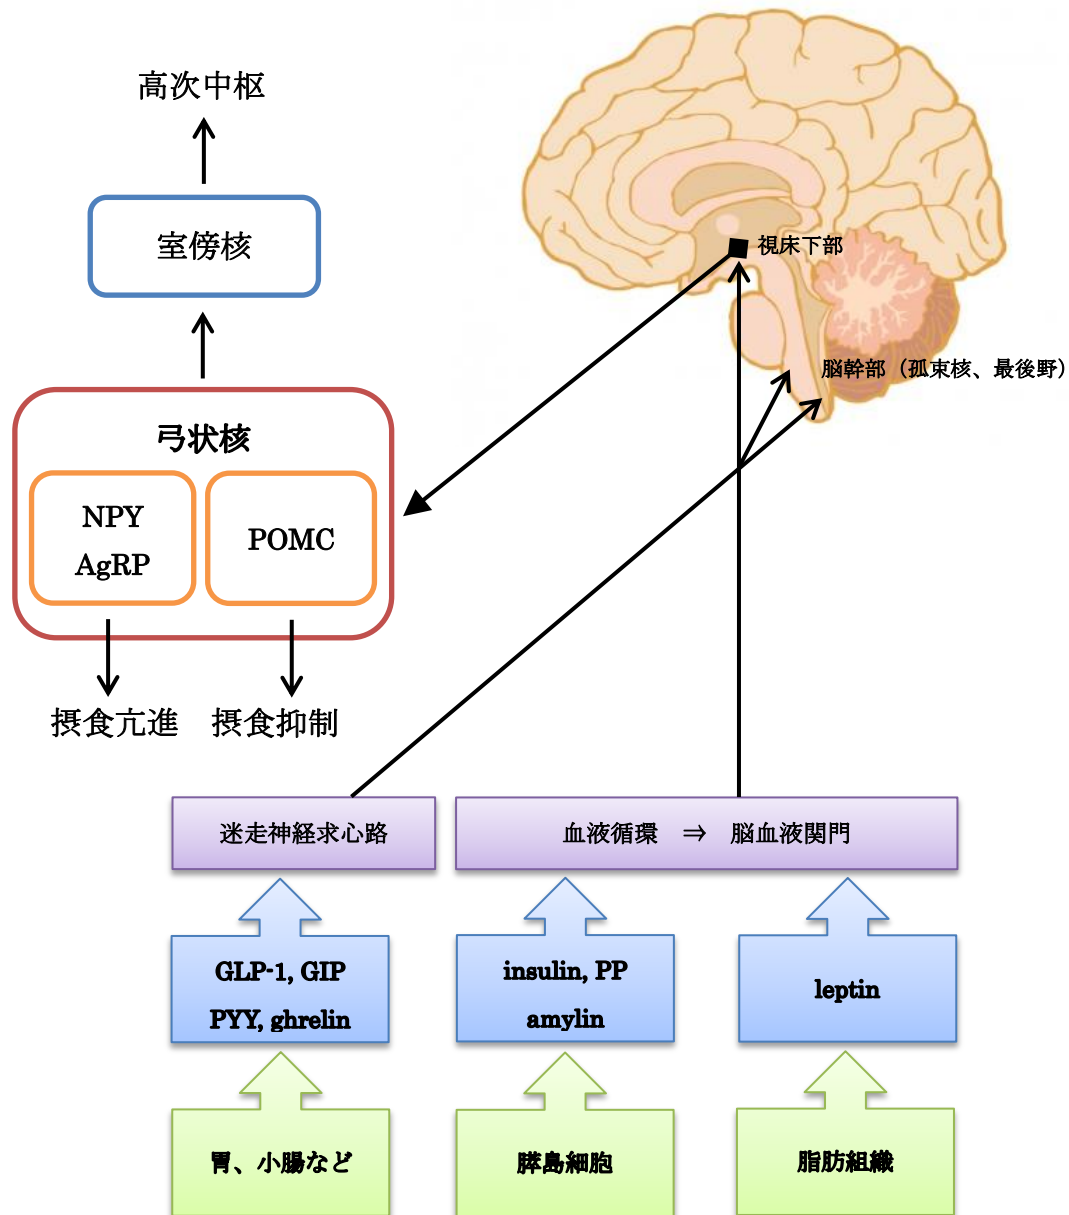 高次中枢
室傍核
視床下部
脳幹部（孤束核、最後野）
弓状核
NPY
AgRP
POMC
摂食亢進
摂食抑制
迷走神経求心路
血液循環　⇒　脳血液関門
GLP-1, GIP
PYY, ghrelin
insulin, PP
amylin
leptin
胃、小腸など
膵島細胞
脂肪組織